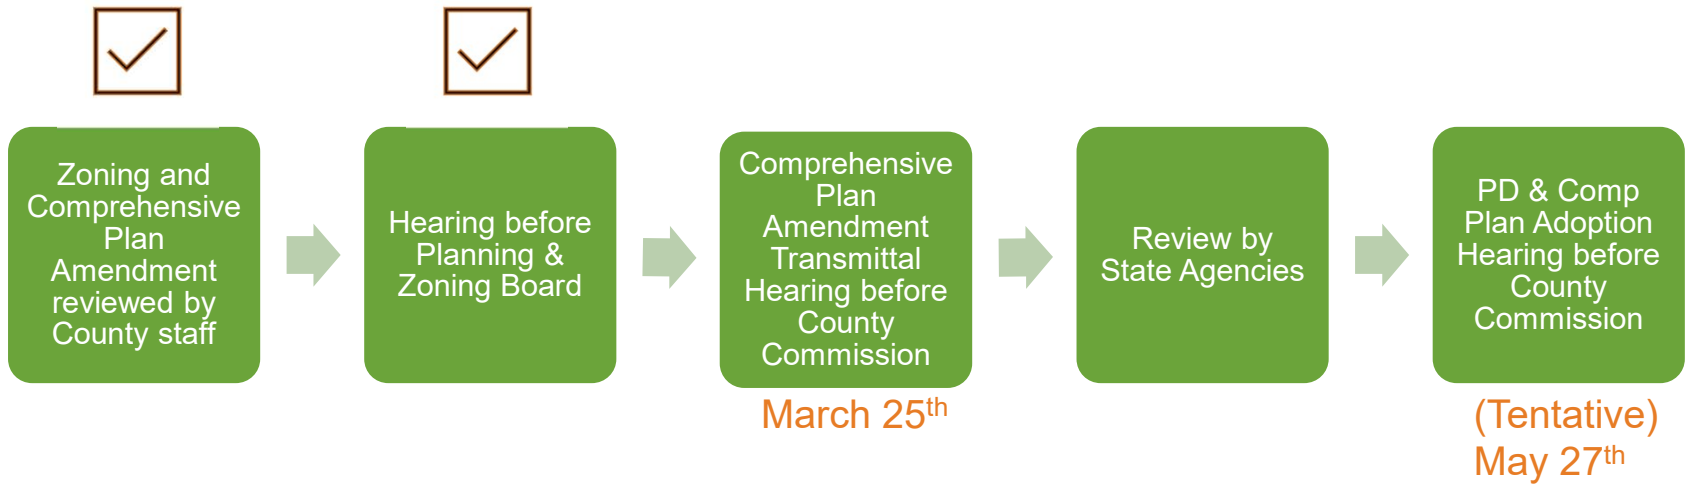 Zoning and
Comprehensive
Plan
Amendment
reviewed by
County staff
Hearing before
Planning &
Zoning Board
Comprehensive
Plan
Amendment
Transmittal
Hearing before
County
Commission
March 25th
Review by
State Agencies
PD & Comp
Plan Adoption
Hearing before
County
Commission
(Tentative)
May 27th